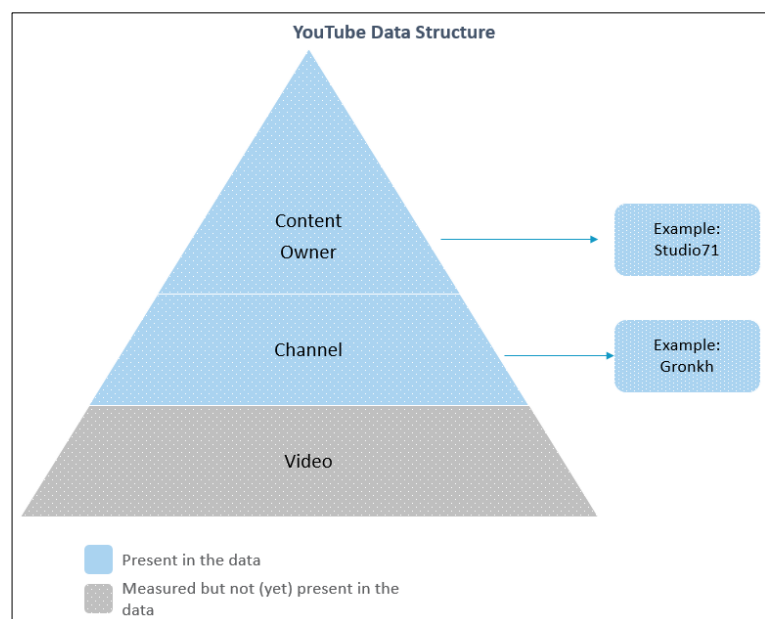 YouTube Data Structure
Content
Owner
Example:
Studio71
Channel
Example:
Gronkh
Video
Present in the data
Measured but not (yet) present in the
data